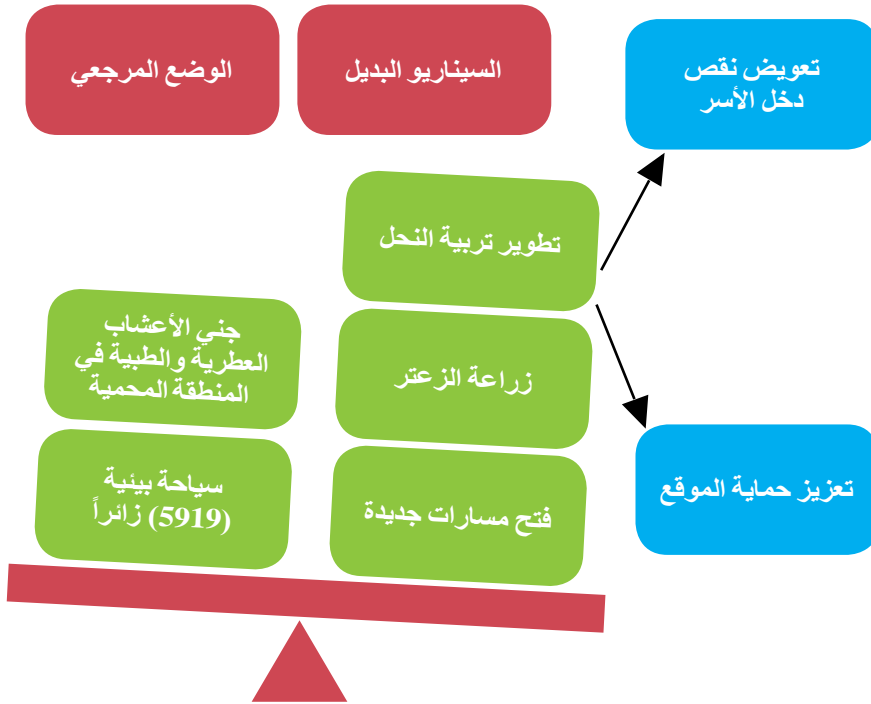 تعويض نقص
دخل الأسر
السيناريو البديل
الوضع المرجعي
تطوير تربية النحل
زراعة الزعتر
فتح مسارات جديدة
جني الأعشاب
العطرية والطبية في
المنطقة المحمية
سياحة بيئية
(5919) زائراً
تعزيز حماية الموقع